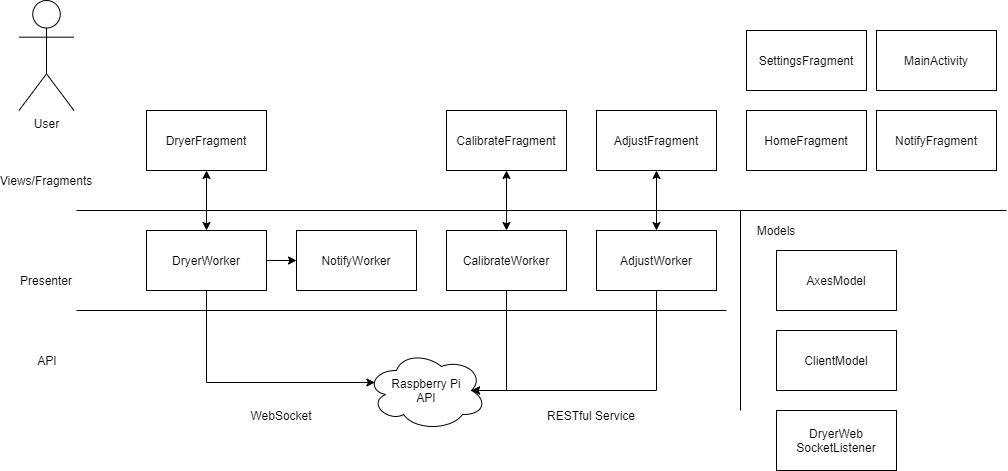 SettingsFragment
MainActivity
User
DryerFragment
CalibrateFragment
AdjustFragment
HomeFragment
NotifyFragment
Views/Fragments
Models
DryerWorker
NotifyWorker
CalibrateWorker
AdjustWorker
Presenter
AxesModel
API
ClientModel
Raspberry Pi
API
WebSocket
RESTful Service
DryerWeb
SocketListener